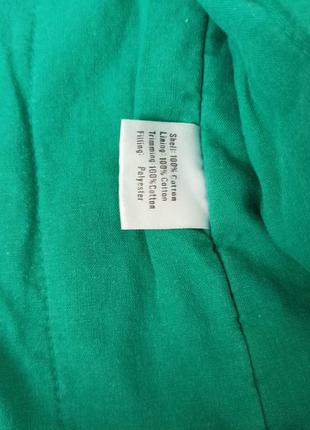 Shell: 100% Cotton
Lining: 100% Cotton
Trimming 100% Cotton
Filling: Polyester